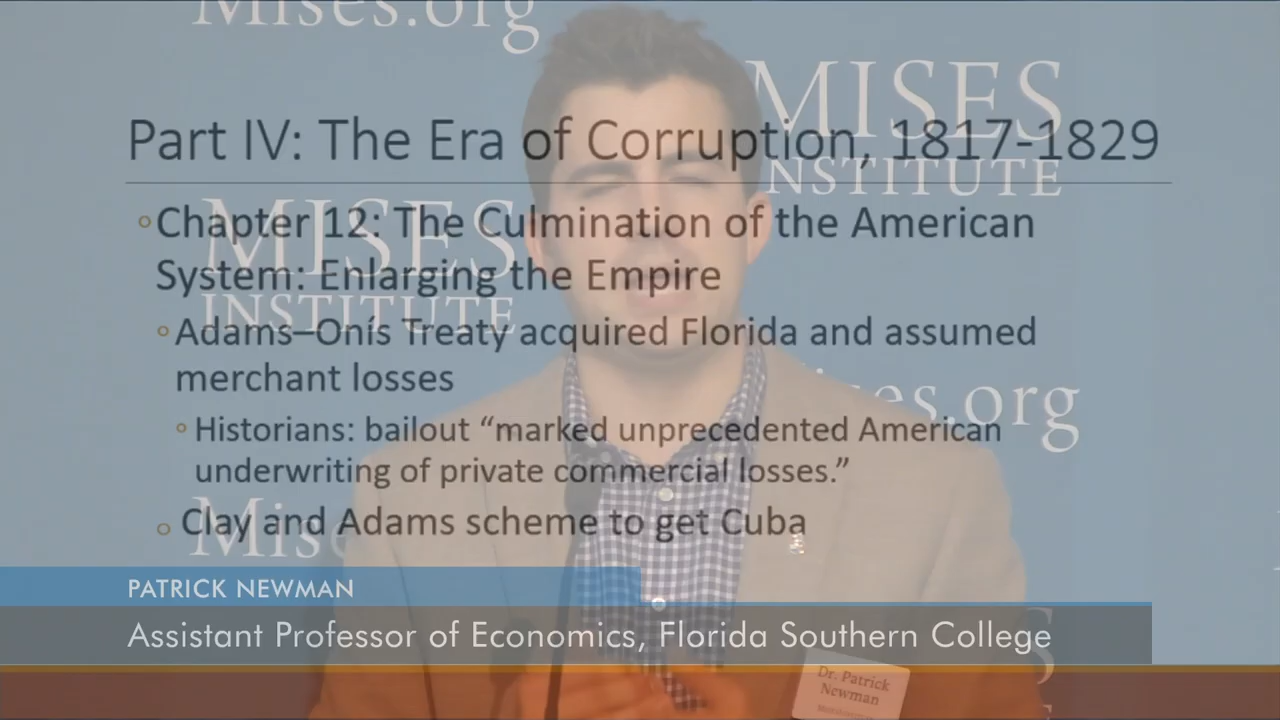 Mises.org
MISES
INSTITUTE
Part IV: The Era of Corruption, 1817-1829
Chapter 12: The Culmination of the American
System: Enlarging the Empire
MISES
INSTITUTE
Adams–Onís Treaty acquired Florida and assumed
merchant losses
Historians: bailout “marked unprecedented American
underwriting of private commercial losses.”
Clay and Adams scheme to get Cuba
PATRICK NEWMAN
Assistant Professor of Economics, Florida Southern College
Dr. Patrick
Newman